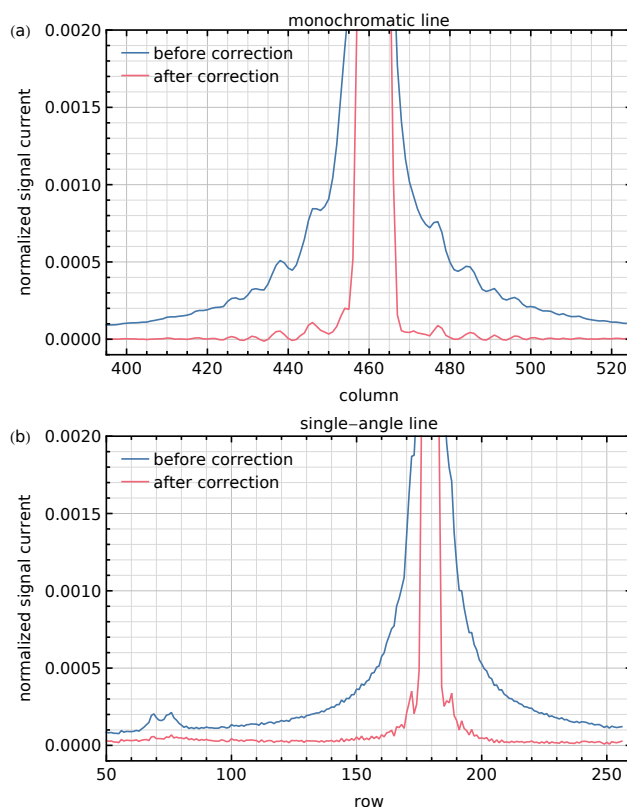 (a)
monochromatic line
before correction
after correction
normalized signal current
0.0020
0.0015
0.0010
0.0005
0.0000
400 420 440 460 480 500 520
column
(b)
single−angle line
before correction
after correction
normalized signal current
0.0020
0.0015
0.0010
0.0005
0.0000
50 100 150 200 250
row